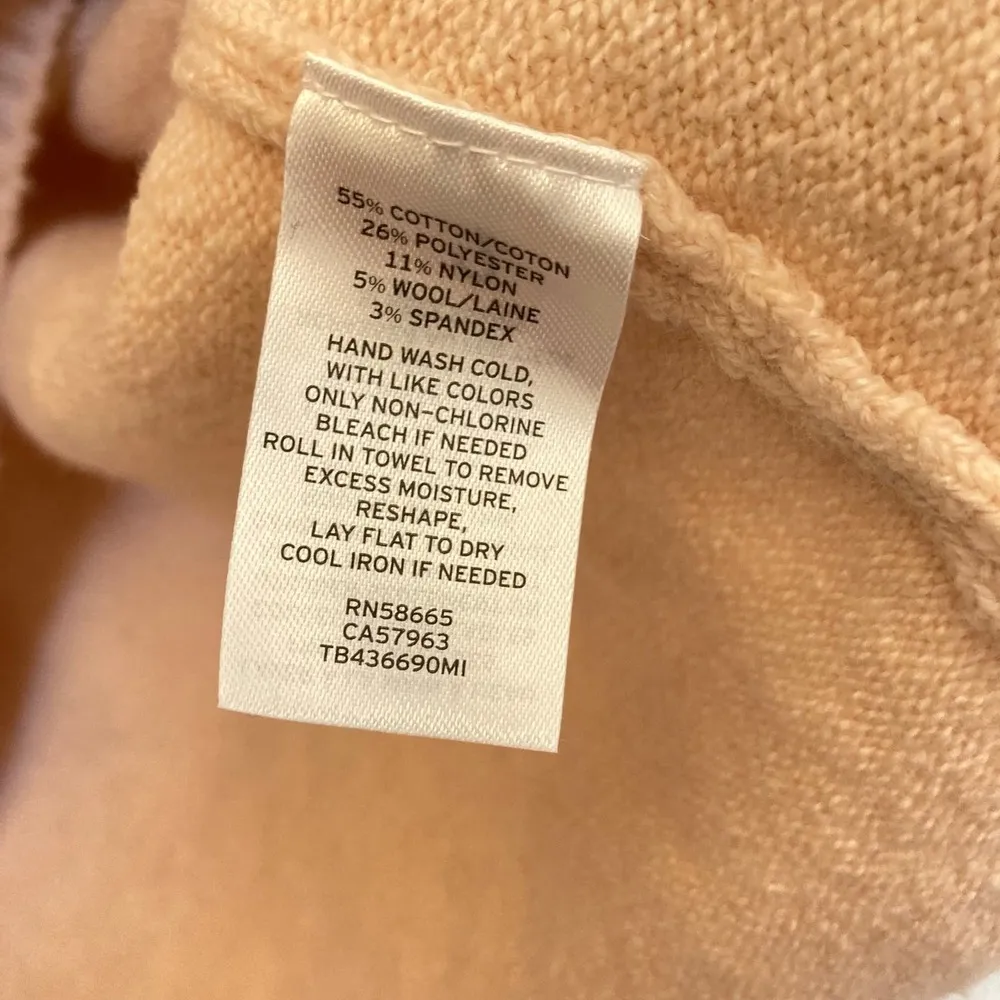 55% COTTON/COTON
26% POLYESTER
11% NYLON
5% WOOL/LAINE
3% SPANDEX
HAND WASH COLD,
WITH LIKE COLORS
ONLY NON-CHLORINE
BLEACH IF NEEDED
ROLL IN TOWEL TO REMOVE
EXCESS MOISTURE,
RESHAPE,
LAY FLAT TO DRY
COOL IRON IF NEEDED
RN58665
CA57963
TB436690MI